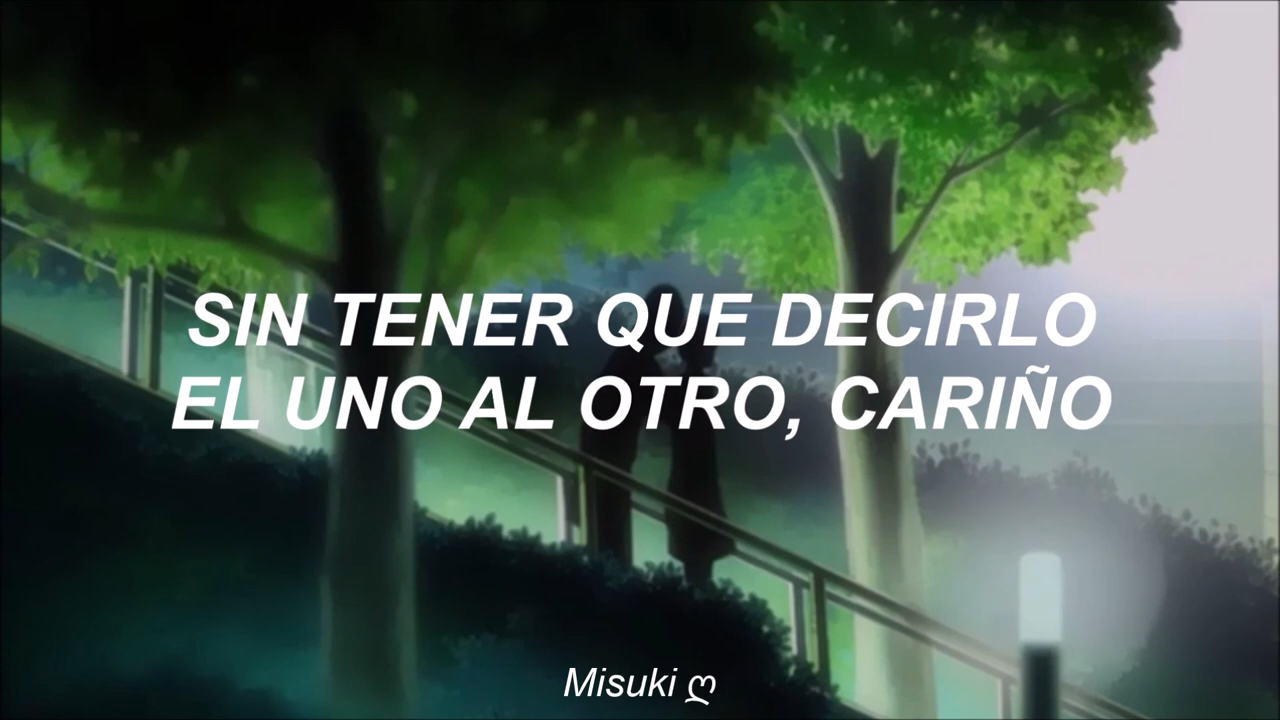 SIN TENER QUE DECIRLO
EL UNO AL OTRO, CARIÑO
Misuki ღ